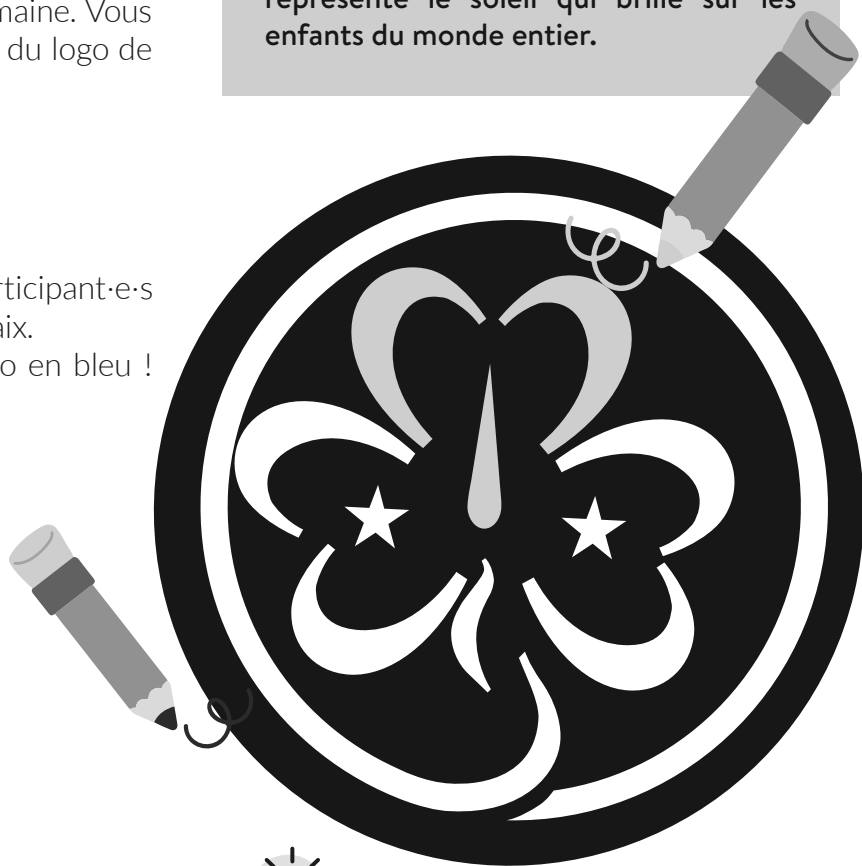 maine. Vous
du logo de
représente le soleil qui brille sur les
enfants du monde entier.
rticipant·e·s
aix.
o en bleu !